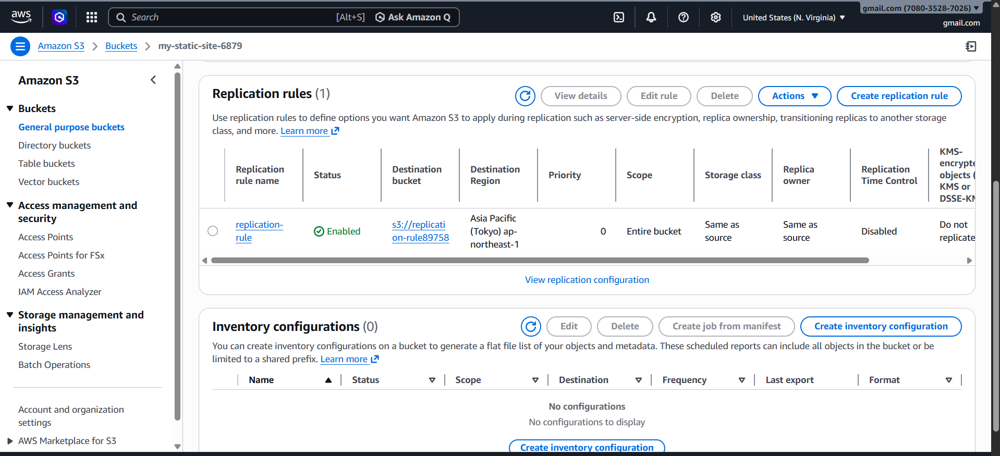 aws
Search [Alt+S] Ask Amazon Q
United States (N. Virginia)
gmail.com (7080-3528-7026)
gmail.com
Amazon S3 Buckets my-static-site-6879
Amazon S3
Buckets
General purpose buckets
Directory buckets
Table buckets
Vector buckets
Access management and
security
Access Points
Access Points for FSx
Access Grants
IAM Access Analyzer
Storage management and
insights
Storage Lens
Batch Operations
Account and organization
settings
AWS Marketplace for S3
Replication rules (1)
View details Edit rule Delete Actions Create replication rule
Use replication rules to define options you want Amazon S3 to apply during replication such as server-side encryption, replica ownership, transitioning replicas to another storage
class, and more. Learn more
Replication
rule name
Status
Destination
bucket
Destination
Region
Priority
Scope
Storage class
Replica
owner
Replication
Time Control
KMS-
encrypte
objects (
KMS or
DSSE-KM
replication-
rule
Enabled
s3://replicati
on-rule89758
Asia Pacific
(Tokyo) ap-
northeast-1
0
Entire bucket
Same as
source
Same as
source
Disabled
Do not
replicate
View replication configuration
Inventory configurations (0)
Edit Delete Create job from manifest Create inventory configuration
You can create inventory configurations on a bucket to generate a flat file list of your objects and metadata. These scheduled reports can include all objects in the bucket or be
limited to a shared prefix. Learn more
Name Status Scope Destination Frequency Last export Format
No configurations
No configurations to display
Create inventory configuration